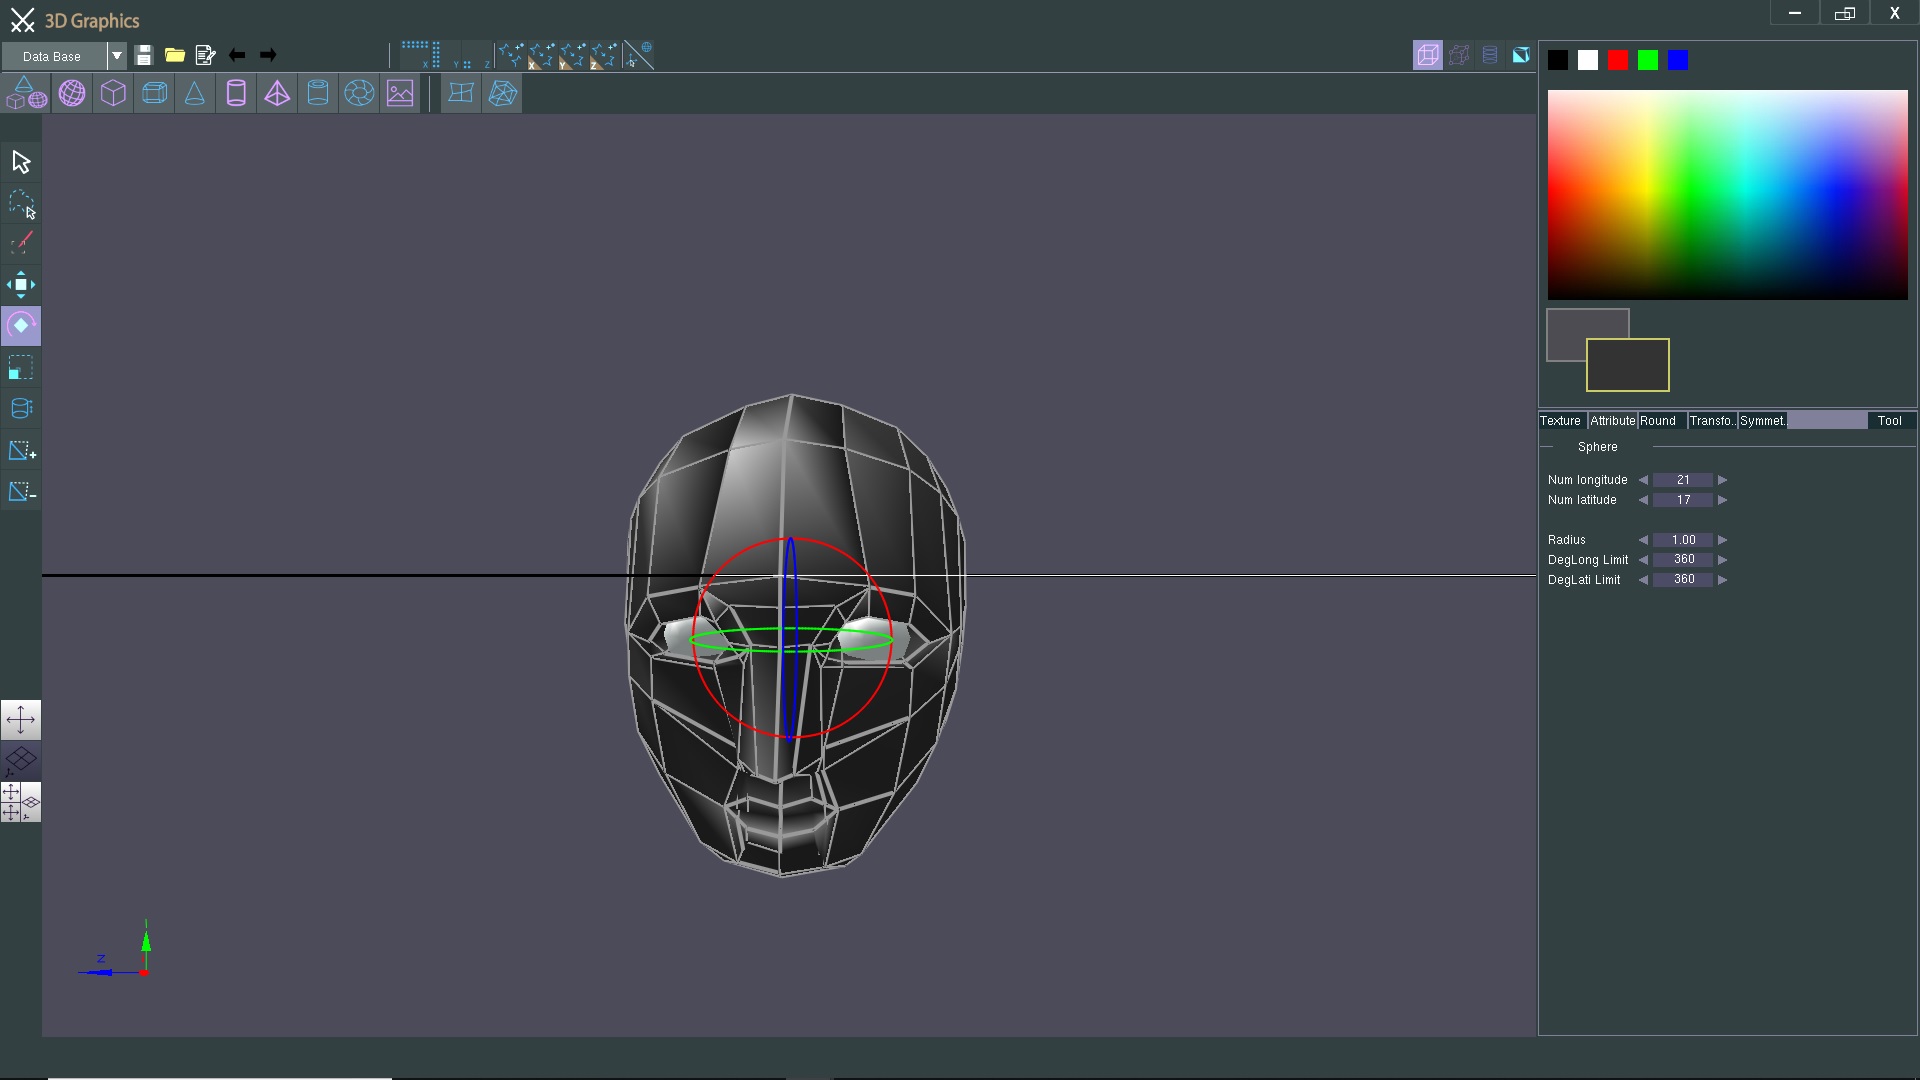 3D Graphics
X
Data Base
X Y Z X Y Z
Texture Attribute Round Transfo.. Symmet.. Tool
Sphere
Num longitude 21
Num latitude 17
Radius 1.00
DegLong Limit 360
DegLati Limit 360
Z